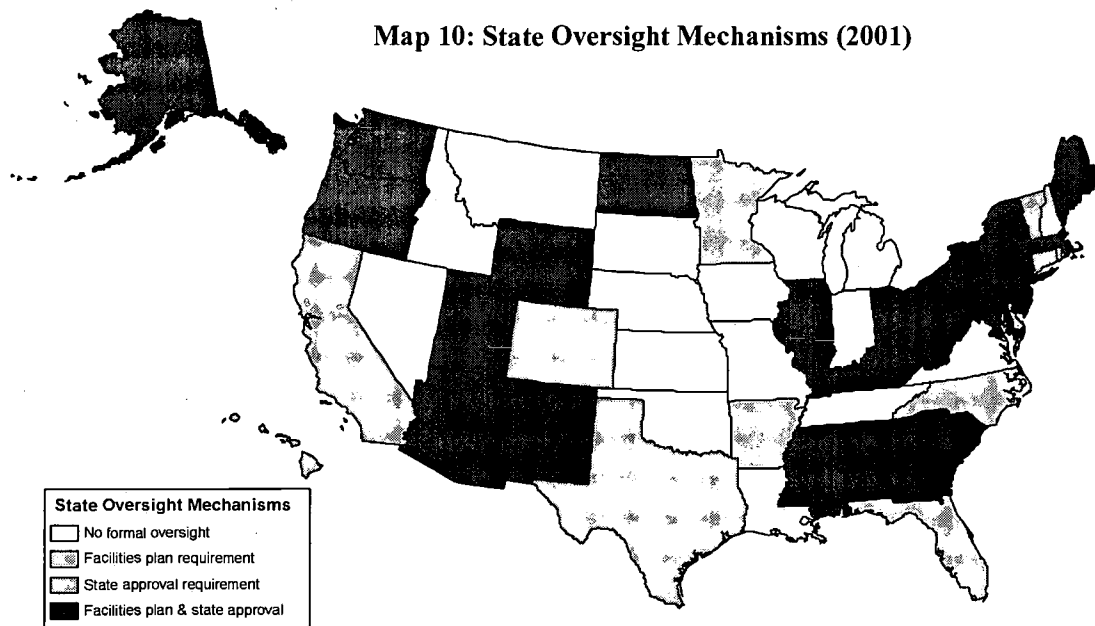 Map 10: State Oversight Mechanisms (2001)
State Oversight Mechanisms
No formal oversight
Facilities plan requirement
State approval requirement
Facilities plan & state approval